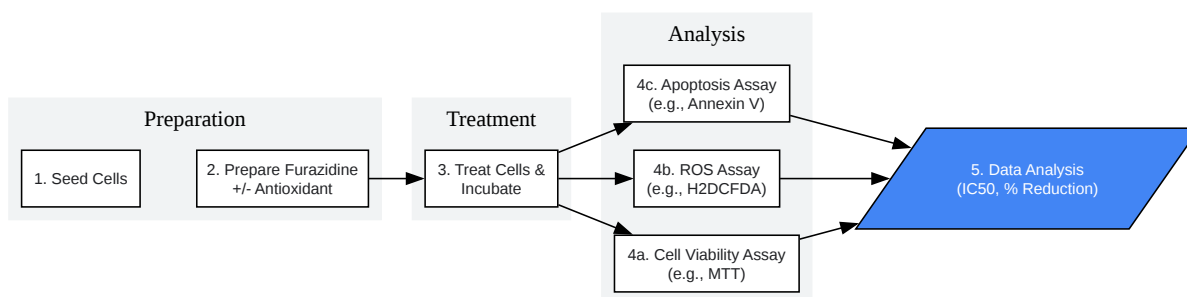 Preparation
1. Seed Cells
2. Prepare Furazidine
+/- Antioxidant
Treatment
3. Treat Cells &
Incubate
Analysis
4c. Apoptosis Assay
(e.g., Annexin V)
4b. ROS Assay
(e.g., H2DCFDA)
4a. Cell Viability Assay
(e.g., MTT)
5. Data Analysis
(IC50, % Reduction)